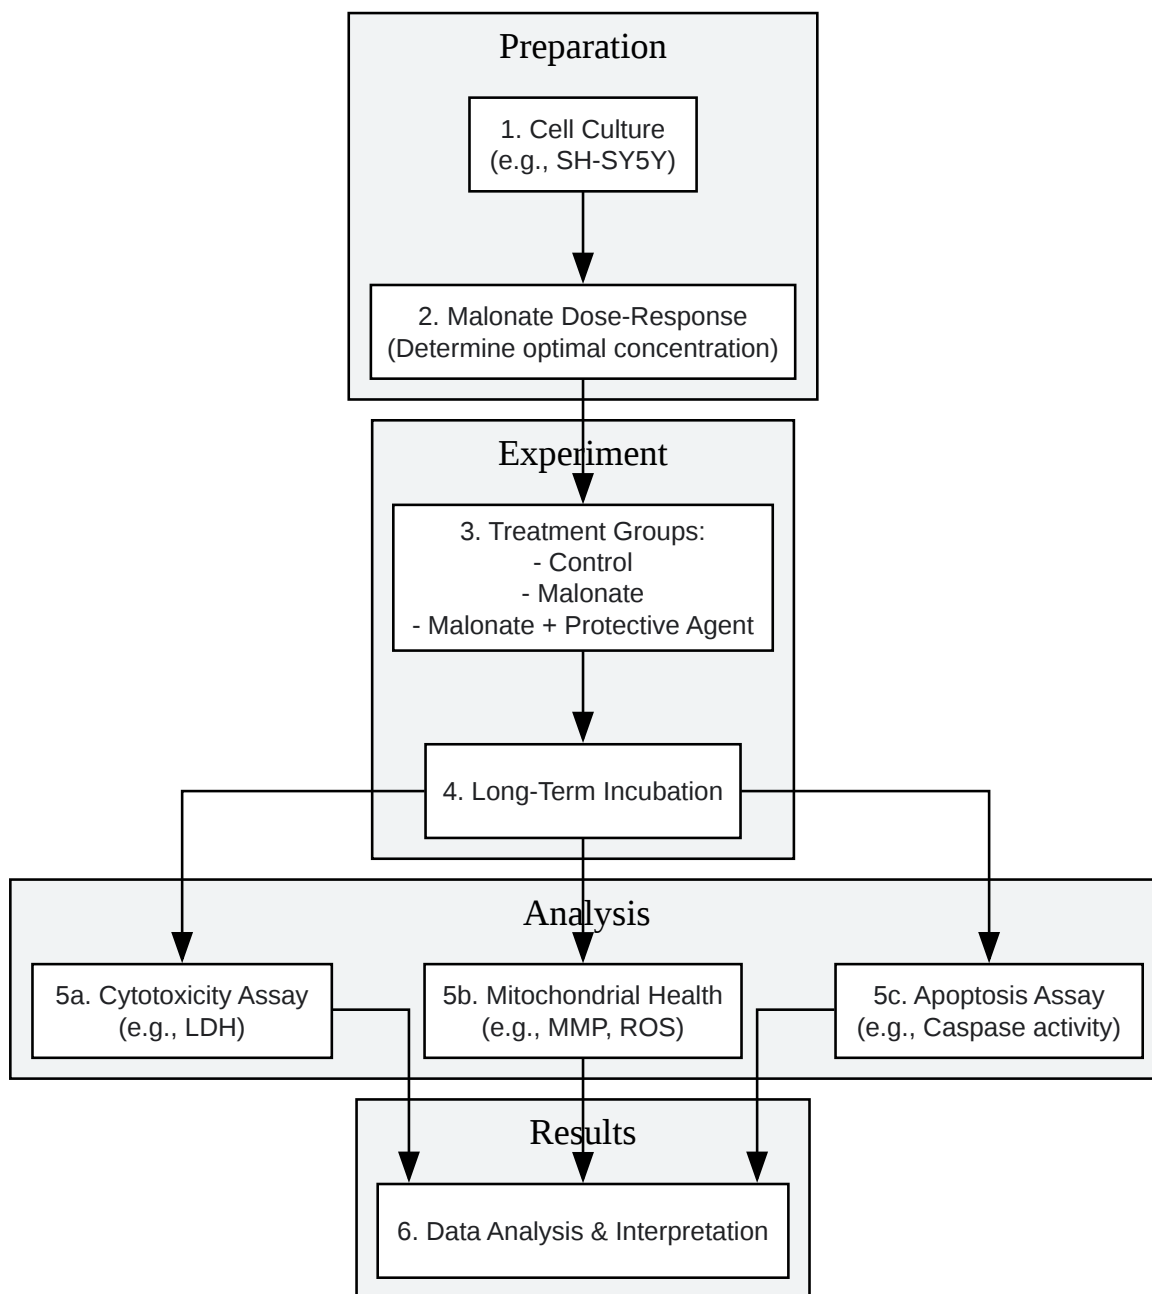 Preparation
1. Cell Culture
(e.g., SH-SY5Y)
2. Malonate Dose-Response
(Determine optimal concentration)
Experiment
3. Treatment Groups:
- Control
- Malonate
- Malonate + Protective Agent
4. Long-Term Incubation
Analysis
5a. Cytotoxicity Assay
(e.g., LDH)
5b. Mitochondrial Health
(e.g., MMP, ROS)
5c. Apoptosis Assay
(e.g., Caspase activity)
Results
6. Data Analysis & Interpretation